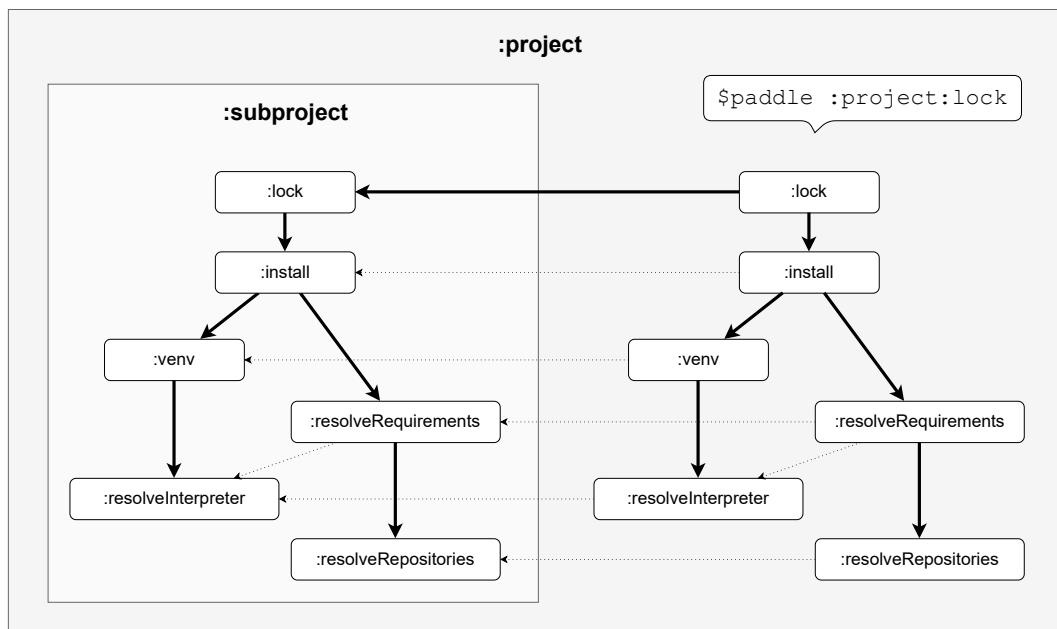 :project
:subproject
$paddle :project:lock
:lock
:lock
:install
:install
:venv
:venv
:resolveRequirements
:resolveRequirements
:resolveInterpreter
:resolveInterpreter
:resolveRepositories
:resolveRepositories